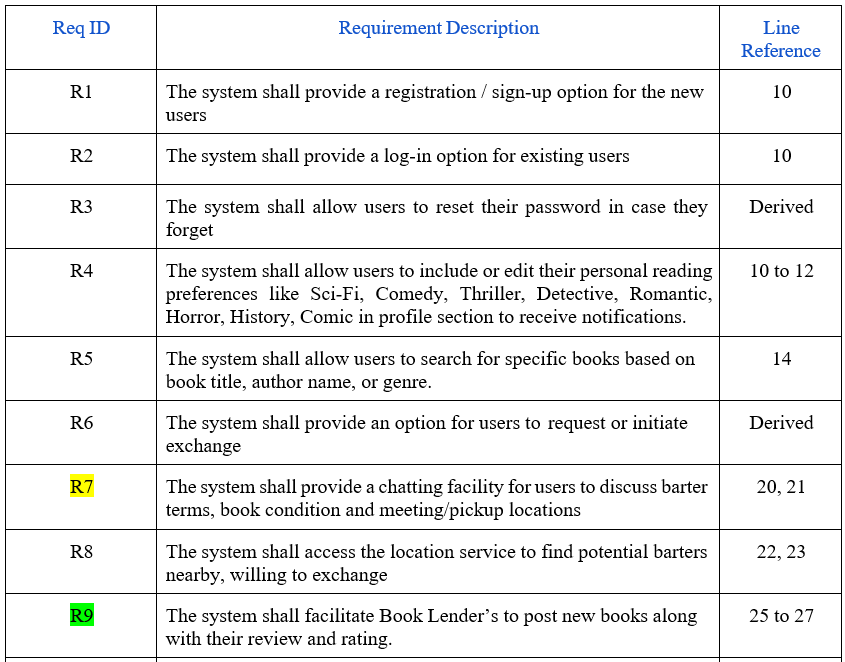 Req ID
Requirement Description
Line
Reference
R1
The system shall provide a registration / sign-up option for the new
users
10
R2
The system shall provide a log-in option for existing users
10
R3
The system shall allow users to reset their password in case they
forget
Derived
R4
The system shall allow users to include or edit their personal reading
preferences like Sci-Fi, Comedy, Thriller, Detective, Romantic,
Horror, History, Comic in profile section to receive notifications.
10 to 12
R5
The system shall allow users to search for specific books based on
book title, author name, or genre.
14
R6
The system shall provide an option for users to request or initiate
exchange
Derived
R7
The system shall provide a chatting facility for users to discuss barter
terms, book condition and meeting/pickup locations
20, 21
R8
The system shall access the location service to find potential barters
nearby, willing to exchange
22, 23
R9
The system shall facilitate Book Lender's to post new books along
with their review and rating.
25 to 27